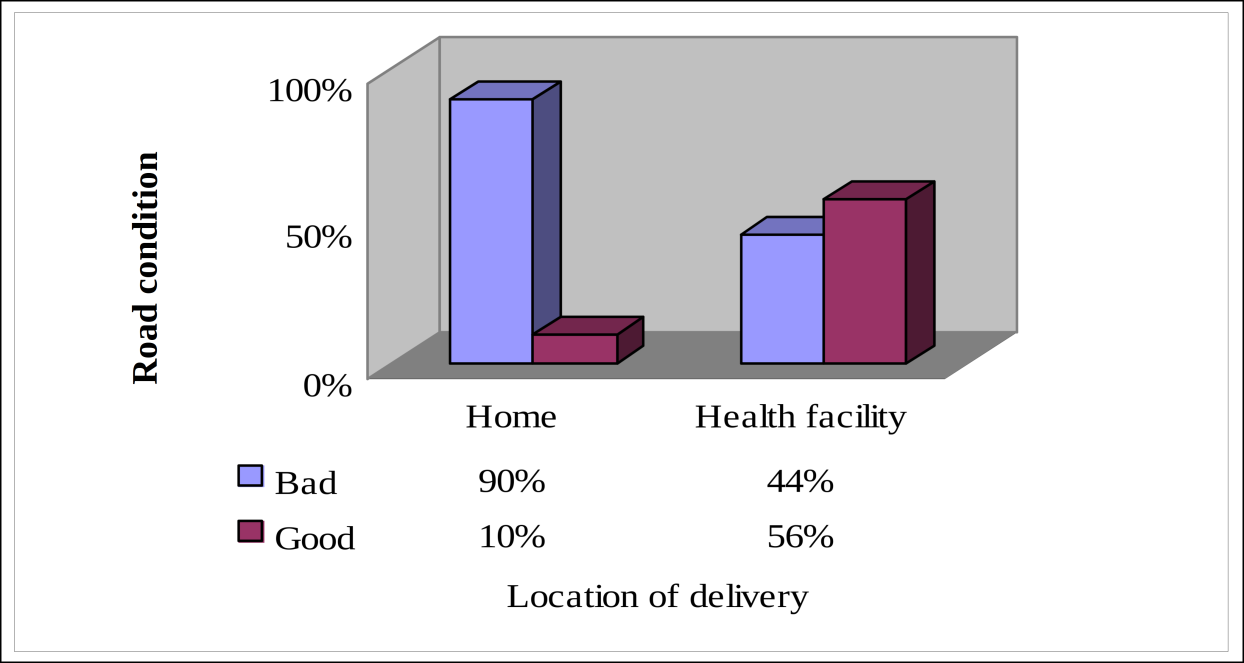 Road condition
100%
50%
0%
Home Health facility
Bad 90% 44%
Good 10% 56%
Location of delivery